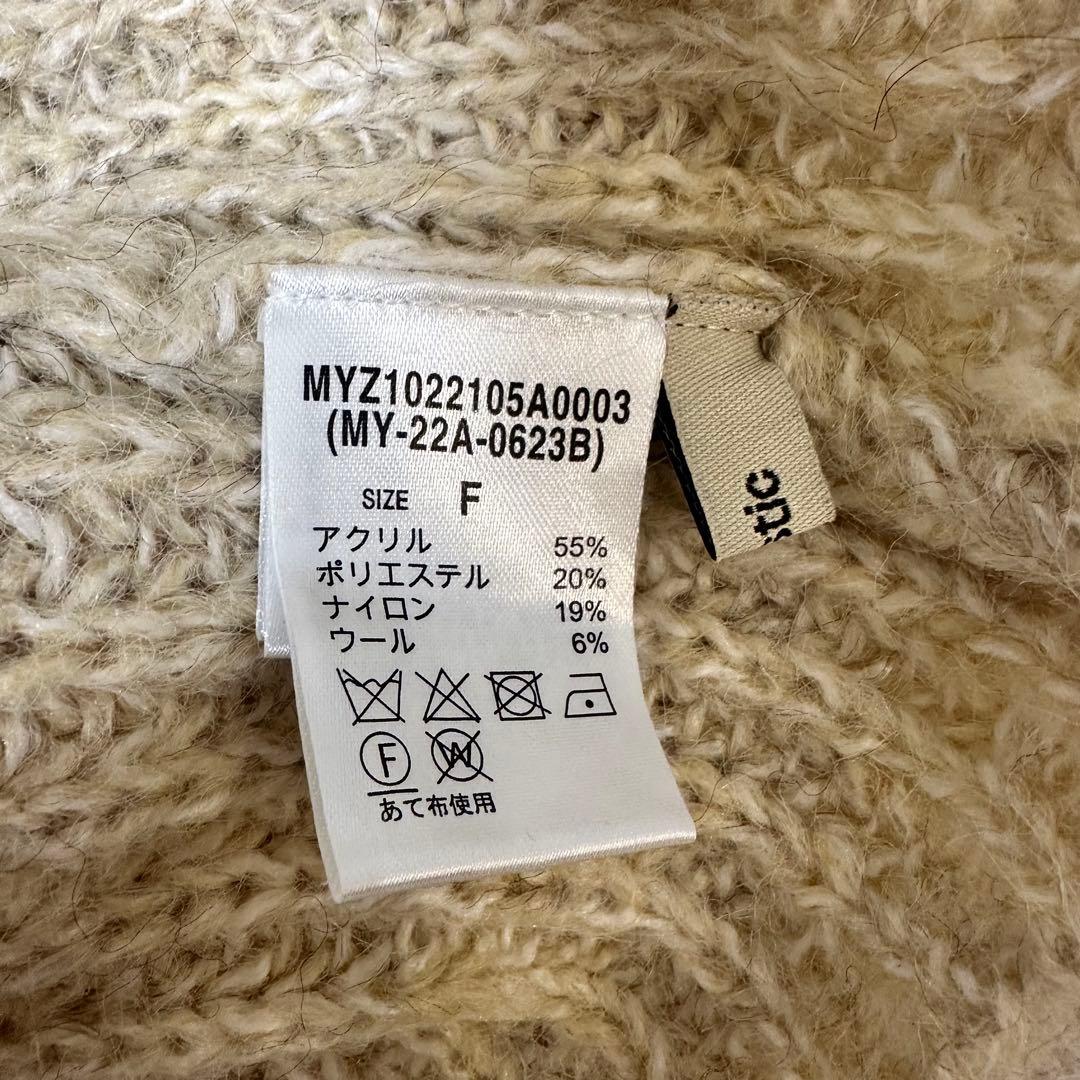 MYZ1022105A0003
(MY-22A-0623B)
SIZE F
アクリル 55%
ポリエステル 20%
ナイロン 19%
ウール 6%
F
W
あて布使用
stic